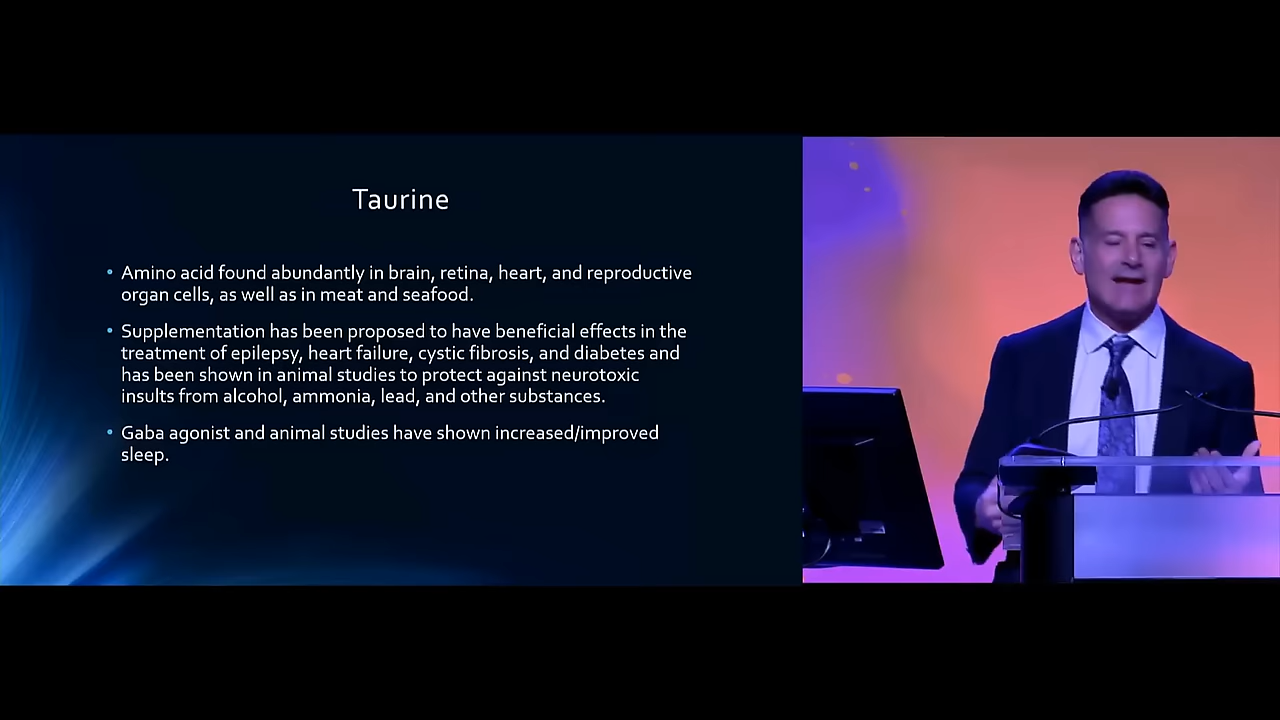 Taurine
• Amino acid found abundantly in brain, retina, heart, and reproductive
organ cells, as well as in meat and seafood.
• Supplementation has been proposed to have beneficial effects in the
treatment of epilepsy, heart failure, cystic fibrosis, and diabetes and
has been shown in animal studies to protect against neurotoxic
insults from alcohol, ammonia, lead, and other substances.
• Gaba agonist and animal studies have shown increased/improved
sleep.